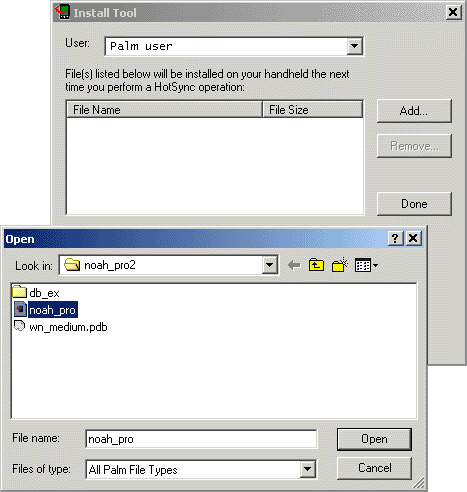 Install Tool
User: Palm user
File(s) listed below will be installed on your handheld the next
time you perform a HotSync operation:
File Name File Size
Add...
Remove...
Done
Open
Look in: noah_pro2
db_ex
noah_pro
wn_medium.pdb
File name: noah_pro Open
Files of type: All Palm File Types Cancel